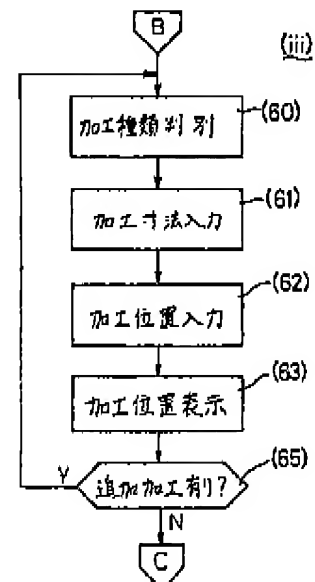 B
(iii)
加工種類判別
(60)
加工寸法入力
(61)
加工位置入力
(62)
加工位置表示
(63)
追加加工有り?
(65)
Y
N
C